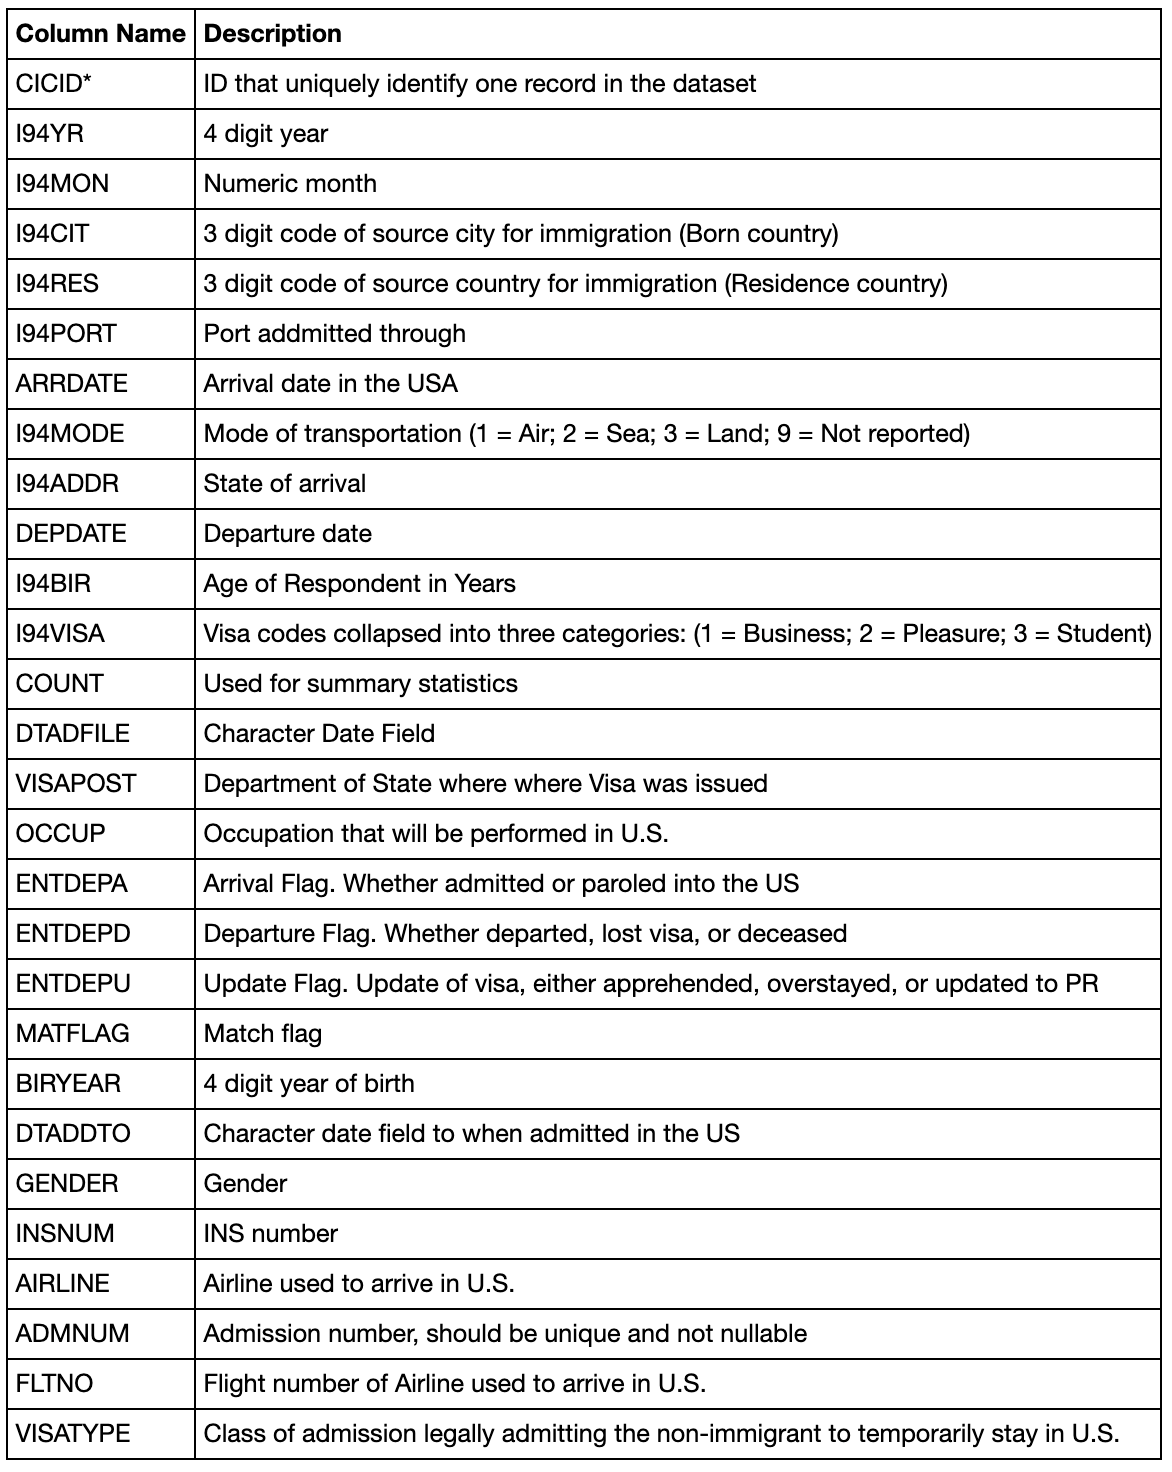 Column Name Description
CICID* ID that uniquely identify one record in the dataset
I94YR 4 digit year
I94MON Numeric month
I94CIT 3 digit code of source city for immigration (Born country)
I94RES 3 digit code of source country for immigration (Residence country)
I94PORT Port addmitted through
ARRDATE Arrival date in the USA
I94MODE Mode of transportation (1 = Air; 2 = Sea; 3 = Land; 9 = Not reported)
I94ADDR State of arrival
DEPDATE Departure date
I94BIR Age of Respondent in Years
I94VISA Visa codes collapsed into three categories: (1 = Business; 2 = Pleasure; 3 = Student)
COUNT Used for summary statistics
DTADFILE Character Date Field
VISAPOST Department of State where where Visa was issued
OCCUP Occupation that will be performed in U.S.
ENTDEPA Arrival Flag. Whether admitted or paroled into the US
ENTDEPD Departure Flag. Whether departed, lost visa, or deceased
ENTDEPU Update Flag. Update of visa, either apprehended, overstayed, or updated to PR
MATFLAG Match flag
BIRYEAR 4 digit year of birth
DTADDTO Character date field to when admitted in the US
GENDER Gender
INSNUM INS number
AIRLINE Airline used to arrive in U.S.
ADMNUM Admission number, should be unique and not nullable
FLTNO Flight number of Airline used to arrive in U.S.
VISATYPE Class of admission legally admitting the non-immigrant to temporarily stay in U.S.